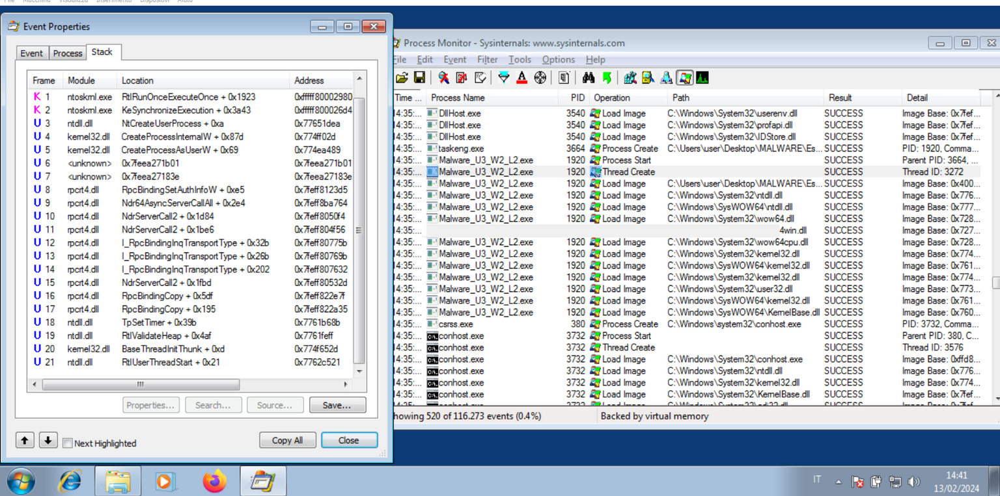 File Macchina Visualizza Inserimento Dispositivi Aiuto
Event Properties
Event Process Stack
Frame Module Location Address
K 1 ntoskrnl.exe RtlRunOnceExecuteOnce + 0x1923 0xfffff80002980
K 2 ntoskrnl.exe KeSynchronizeExecution + 0x3a43 0xfffff800026d4
U 3 ntdll.dll NtCreateUserProcess + 0xa 0x77651dea
U 4 kernel32.dll CreateProcessInternalW + 0x87d 0x774ff02d
U 5 kernel32.dll CreateProcessAsUserW + 0x69 0x774ea489
U 6 <unknown> 0x7feea271b01 0x7feea271b01
U 7 <unknown> 0x7feea27183e 0x7feea27183e
U 8 rpcrt4.dll RpcBindingSetAuthInfoW + 0xe5 0x7feff8123d5
U 9 rpcrt4.dll Ndr64AsyncServerCallAll + 0x2e4 0x7feff8ba764
U 10 rpcrt4.dll NdrServerCall2 + 0x1d84 0x7feff8050f4
U 11 rpcrt4.dll NdrServerCall2 + 0x1be6 0x7feff804f56
U 12 rpcrt4.dll I_RpcBindingInqTransportType + 0x32b 0x7feff80775b
U 13 rpcrt4.dll I_RpcBindingInqTransportType + 0x26b 0x7feff80769b
U 14 rpcrt4.dll I_RpcBindingInqTransportType + 0x202 0x7feff807632
U 15 rpcrt4.dll NdrServerCall2 + 0x1fbd 0x7feff80532d
U 16 rpcrt4.dll RpcBindingCopy + 0x5df 0x7feff822e7f
U 17 rpcrt4.dll RpcBindingCopy + 0x195 0x7feff822a35
U 18 ntdll.dll TpSetTimer + 0x39b 0x7761b68b
U 19 ntdll.dll RtlValidateHeap + 0x4af 0x7761feff
U 20 kernel32.dll BaseThreadInitThunk + 0xd 0x774f652d
U 21 ntdll.dll RtlUserThreadStart + 0x21 0x7762c521
Properties... Search... Source... Save...
Next Highlighted Copy All Close
Process Monitor - Sysinternals: www.sysinternals.com
File Edit Event Filter Tools Options Help
Time ... Process Name PID Operation Path Result Detail
14:35:... DllHost.exe 3540 Load Image C:\Windows\System32\userenv.dll SUCCESS Image Base: 0x7fef...
14:35:... DllHost.exe 3540 Load Image C:\Windows\System32\profapi.dll SUCCESS Image Base: 0x7fef...
14:35:... DllHost.exe 3540 Load Image C:\Windows\System32\IDStore.dll SUCCESS Image Base: 0x7fef...
14:35:... taskeng.exe 3664 Process Create C:\Users\user\Desktop\MALWARE\Es... SUCCESS PID: 1920, Comma...
14:35:... Malware_U3_W2_L2.exe 1920 Process Start SUCCESS Parent PID: 3664, ...
14:35:... Malware_U3_W2_L2.exe 1920 Thread Create SUCCESS Thread ID: 3272
14:35:... Malware_U3_W2_L2.exe 1920 Load Image C:\Users\user\Desktop\MALWARE\Es... SUCCESS Image Base: 0x400...
14:35:... Malware_U3_W2_L2.exe 1920 Load Image C:\Windows\System32\ntdll.dll SUCCESS Image Base: 0x776...
14:35:... Malware_U3_W2_L2.exe 1920 Load Image C:\Windows\SysWOW64\ntdll.dll SUCCESS Image Base: 0x777...
14:35:... Malware_U3_W2_L2.exe 1920 Load Image C:\Windows\System32\wow64.dll SUCCESS Image Base: 0x728...
14:35:... 4win.dll SUCCESS Image Base: 0x727...
14:35:... Malware_U3_W2_L2.exe 1920 Load Image C:\Windows\System32\wow64cpu.dll SUCCESS Image Base: 0x728...
14:35:... Malware_U3_W2_L2.exe 1920 Load Image C:\Windows\System32\kernel32.dll SUCCESS Image Base: 0x774...
14:35:... Malware_U3_W2_L2.exe 1920 Load Image C:\Windows\SysWOW64\kernel32.dll SUCCESS Image Base: 0x761...
14:35:... Malware_U3_W2_L2.exe 1920 Load Image C:\Windows\System32\kernel32.dll SUCCESS Image Base: 0x774...
14:35:... Malware_U3_W2_L2.exe 1920 Load Image C:\Windows\System32\user32.dll SUCCESS Image Base: 0x773...
14:35:... Malware_U3_W2_L2.exe 1920 Load Image C:\Windows\SysWOW64\kernel32.dll SUCCESS Image Base: 0x761...
14:35:... Malware_U3_W2_L2.exe 1920 Load Image C:\Windows\SysWOW64\KernelBase.dll SUCCESS Image Base: 0x760...
14:35:... csrss.exe 380 Process Create C:\Windows\system32\conhost.exe SUCCESS PID: 3732, Comma...
14:35:... conhost.exe 3732 Process Start SUCCESS Parent PID: 380, C...
14:35:... conhost.exe 3732 Thread Create SUCCESS Thread ID: 3576
14:35:... conhost.exe 3732 Load Image C:\Windows\System32\conhost.exe SUCCESS Image Base: 0xffd8...
14:35:... conhost.exe 3732 Load Image C:\Windows\System32\ntdll.dll SUCCESS Image Base: 0x776...
14:35:... conhost.exe 3732 Load Image C:\Windows\System32\kernel32.dll SUCCESS Image Base: 0x774...
14:35:... conhost.exe 3732 Load Image C:\Windows\System32\KernelBase.dll SUCCESS Image Base: 0x7fef...
howing 520 of 116.273 events (0.4%) Backed by virtual memory
IT 14:41
13/02/2024